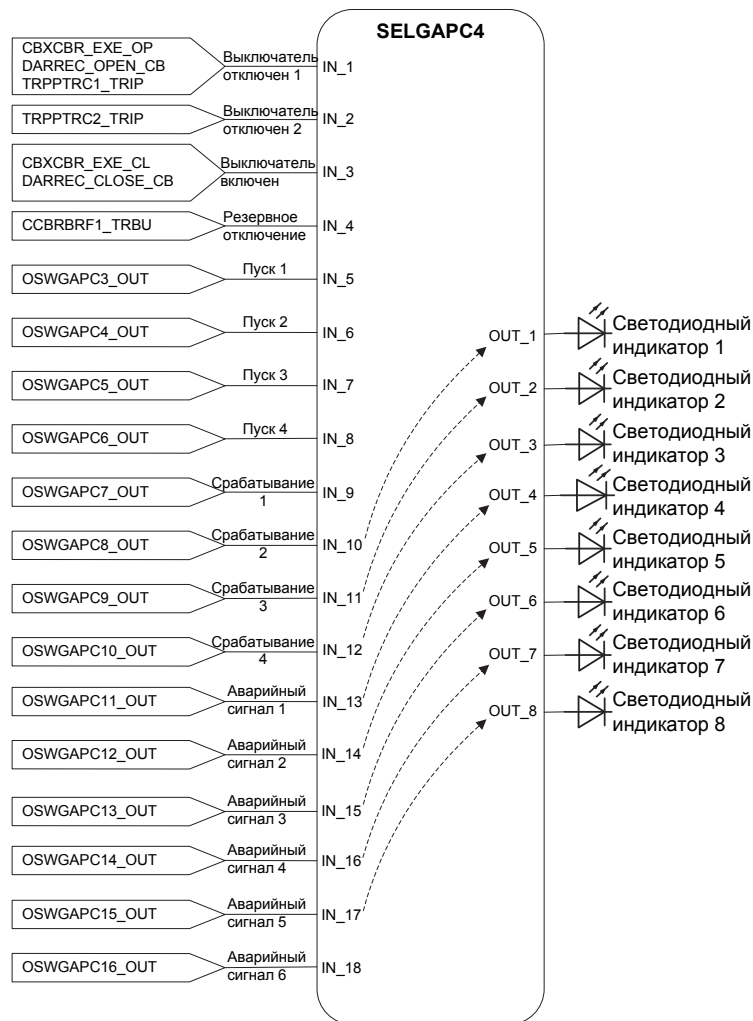 SELGAPC4
CBXCBR_EXE_OP
DARREC_OPEN_CB
TRPPTRC1_TRIP
Выключатель
отключен 1
IN_1
TRPPTRC2_TRIP
Выключатель
отключен 2
IN_2
CBXCBR_EXE_CL
DARREC_CLOSE_CB
Выключатель
включен
IN_3
CCBRBRF1_TRBU
Резервное
отключение
IN_4
OSWGAPC3_OUT
Пуск 1
IN_5
OSWGAPC4_OUT
Пуск 2
IN_6
OSWGAPC5_OUT
Пуск 3
IN_7
OSWGAPC6_OUT
Пуск 4
IN_8
OSWGAPC7_OUT
Срабатывание
1
IN_9
OSWGAPC8_OUT
Срабатывание
2
IN_10
OSWGAPC9_OUT
Срабатывание
3
IN_11
OSWGAPC10_OUT
Срабатывание
4
IN_12
OSWGAPC11_OUT
Аварийный
сигнал 1
IN_13
OSWGAPC12_OUT
Аварийный
сигнал 2
IN_14
OSWGAPC13_OUT
Аварийный
сигнал 3
IN_15
OSWGAPC14_OUT
Аварийный
сигнал 4
IN_16
OSWGAPC15_OUT
Аварийный
сигнал 5
IN_17
OSWGAPC16_OUT
Аварийный
сигнал 6
IN_18
OUT_1
Светодиодный
индикатор 1
OUT_2
Светодиодный
индикатор 2
OUT_3
Светодиодный
индикатор 3
OUT_4
Светодиодный
индикатор 4
OUT_5
Светодиодный
индикатор 5
OUT_6
Светодиодный
индикатор 6
OUT_7
Светодиодный
индикатор 7
OUT_8
Светодиодный
индикатор 8